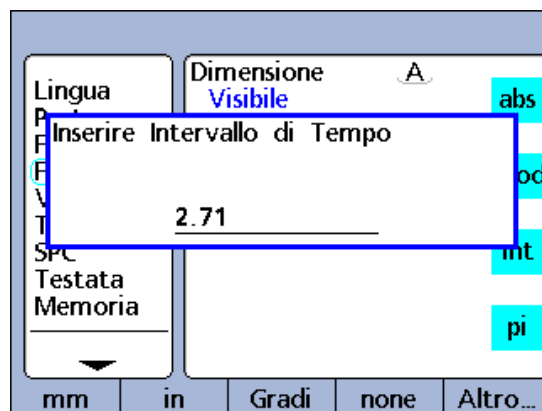 Dimensione A
Lingua
Visibile
abs
Inserire Intervallo di Tempo
2.71
SPC
int
Testata
Memoria
pi
mm in Gradi none Altro...